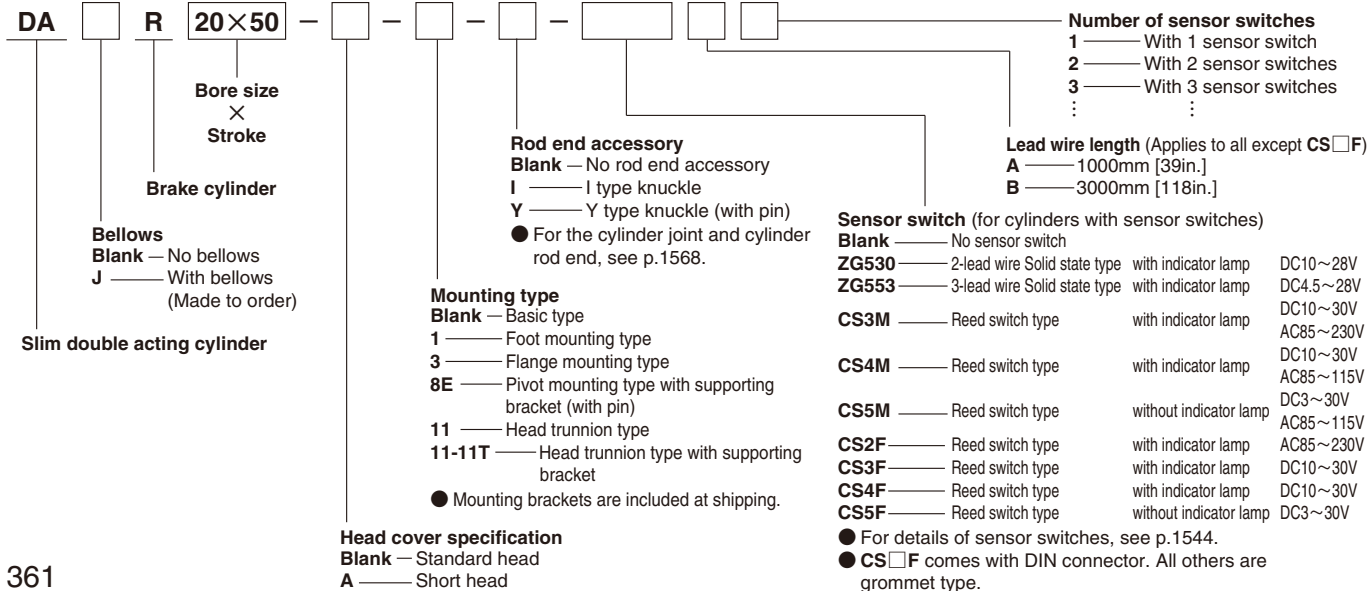 DA □ R 20×50 − □ − □ − □ − □ □ □
Bore size
×
Stroke
Brake cylinder
Bellows
Blank — No bellows
J — With bellows
(Made to order)
Slim double acting cylinder
Head cover specification
Blank — Standard head
A — Short head
Mounting type
Blank — Basic type
1 — Foot mounting type
3 — Flange mounting type
8E — Pivot mounting type with supporting
bracket (with pin)
11 — Head trunnion type
11-11T — Head trunnion type with supporting
bracket
● Mounting brackets are included at shipping.
Rod end accessory
Blank — No rod end accessory
I — I type knuckle
Y — Y type knuckle (with pin)
● For the cylinder joint and cylinder
rod end, see p.1568.
Number of sensor switches
1 — With 1 sensor switch
2 — With 2 sensor switches
3 — With 3 sensor switches
⋮ ⋮
Lead wire length (Applies to all except CS□F)
A — 1000mm [39in.]
B — 3000mm [118in.]
Sensor switch (for cylinders with sensor switches)
Blank — No sensor switch
ZG530 — 2-lead wire Solid state type with indicator lamp DC10～28V
ZG553 — 3-lead wire Solid state type with indicator lamp DC4.5～28V
CS3M — Reed switch type with indicator lamp DC10～30V
AC85～230V
CS4M — Reed switch type with indicator lamp DC10～30V
AC85～115V
CS5M — Reed switch type without indicator lamp DC3～30V
AC85～115V
CS2F — Reed switch type with indicator lamp AC85～230V
CS3F — Reed switch type with indicator lamp DC10～30V
CS4F — Reed switch type with indicator lamp DC10～30V
CS5F — Reed switch type without indicator lamp DC3～30V
● For details of sensor switches, see p.1544.
● CS□F comes with DIN connector. All others are
grommet type.
361